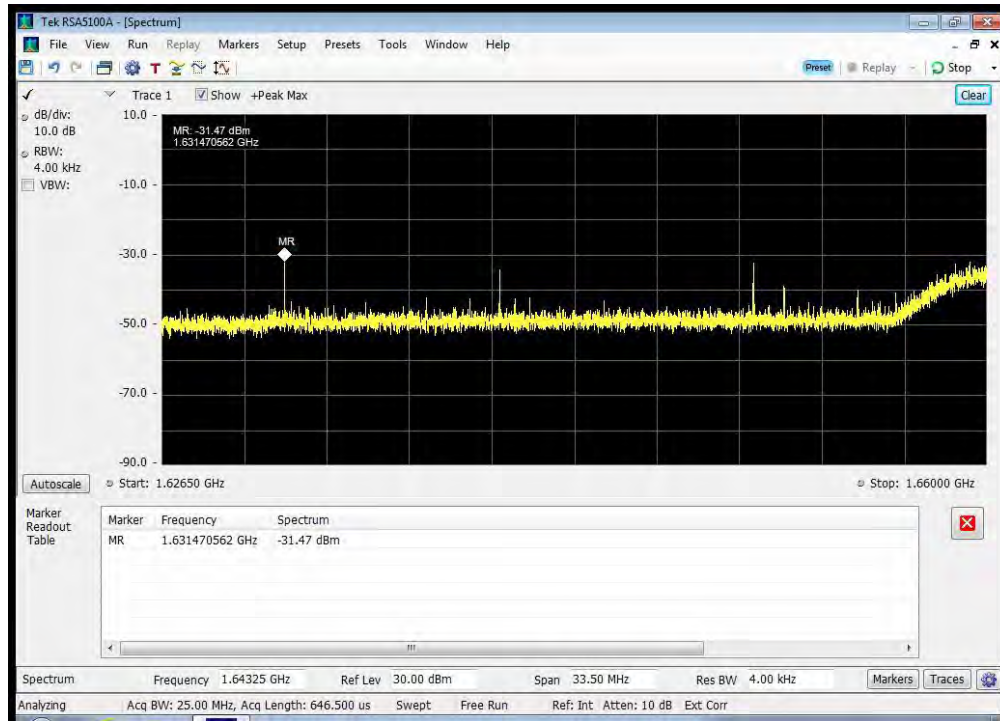 Tek RSA5100A - [Spectrum]
File View Run Replay Markers Setup Presets Tools Window Help
T
Preset Replay Stop
Trace 1 Show +Peak Max Clear
dB/div:
10.0 dB
RBW:
4.00 kHz
VBW:
10.0
-10.0
-30.0
-50.0
-70.0
-90.0
MR: -31.47 dBm
1.631470562 GHz
MR
Autoscale Start: 1.62650 GHz Stop: 1.66000 GHz
Marker
Readout
Table
Marker Frequency Spectrum
MR 1.631470562 GHz -31.47 dBm
Spectrum Frequency 1.64325 GHz Ref Lev 30.00 dBm Span 33.50 MHz Res BW 4.00 kHz Markers Traces
Analyzing Acq BW: 25.00 MHz, Acq Length: 646.500 us Swept Free Run Ref: Int Atten: 10 dB Ext Corr